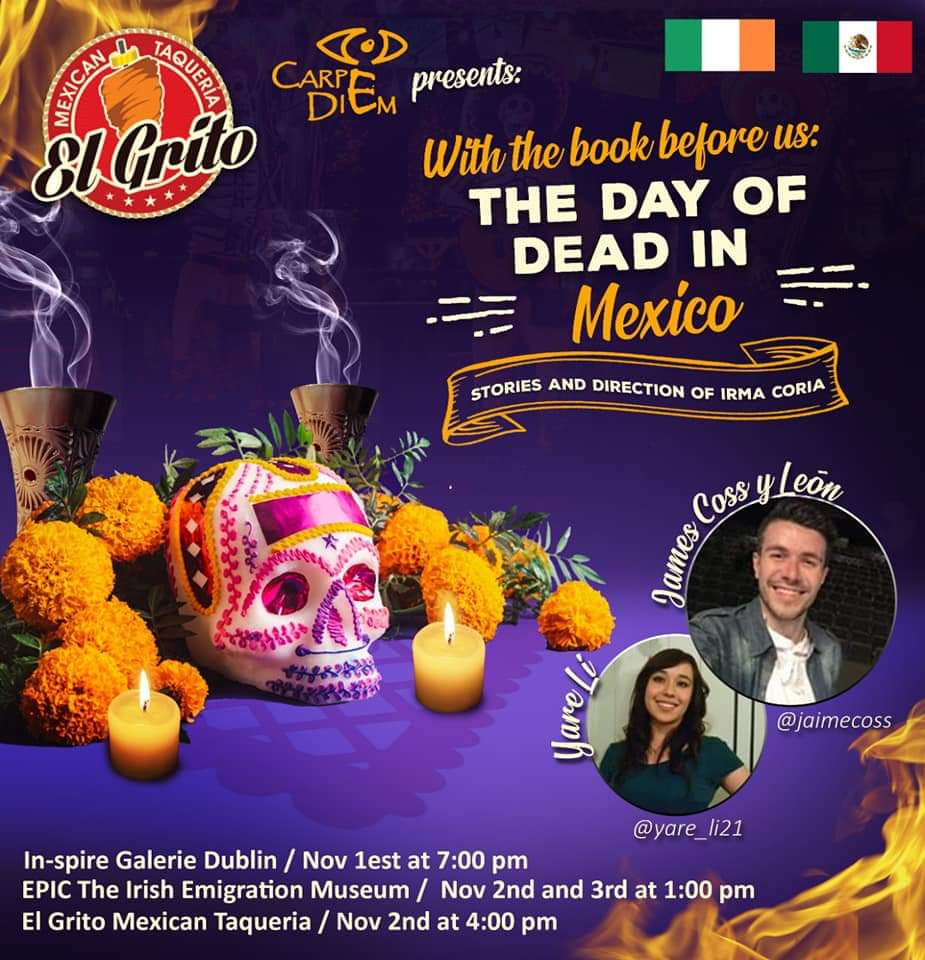 MEXICAN TAQUERIA
El Grito
CARPE
DIEM
presents:
With the book before us:
THE DAY OF
DEAD IN
Mexico
STORIES AND DIRECTION OF IRMA CORIA
James Coss y León
@jaimecoss
Yare Li
@yare_li21
In-spire Galerie Dublin / Nov 1est at 7:00 pm
EPIC The Irish Emigration Museum / Nov 2nd and 3rd at 1:00 pm
El Grito Mexican Taqueria / Nov 2nd at 4:00 pm